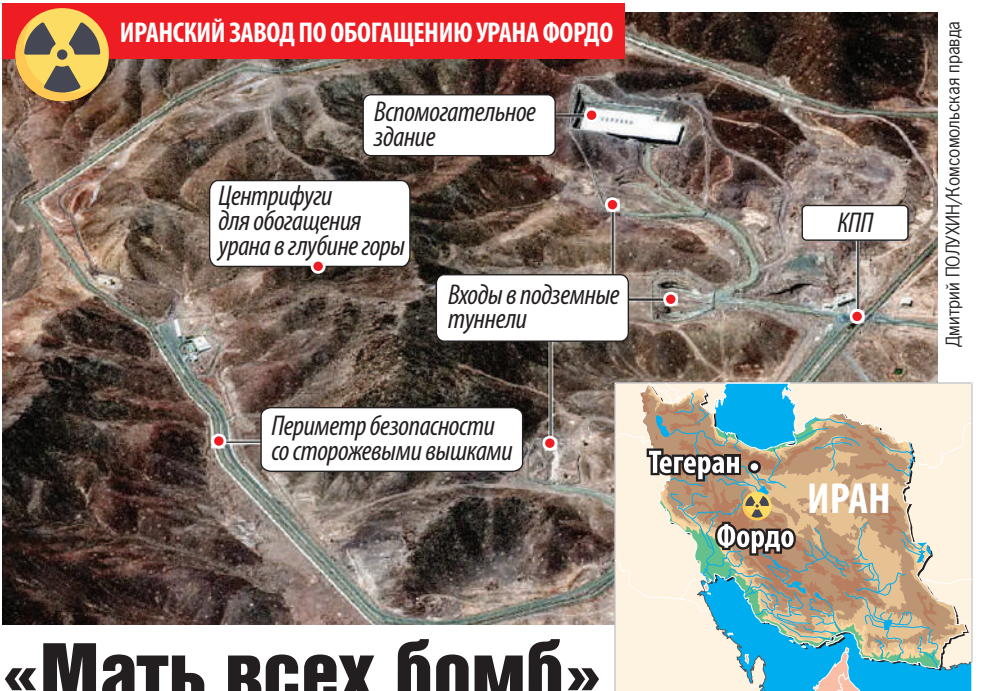 ИРАНСКИЙ ЗАВОД ПО ОБОГАЩЕНИЮ УРАНА ФОРДО
Вспомогательное
здание
Центрифуги
для обогащения
урана в глубине горы
КПП
Входы в подземные
туннели
Периметр безопасности
со сторожевыми вышками
Тегеран
ИРАН
Фордо
Дмитрий ПОЛУХИН/Комсомольская правда
«Мать всех бомб»